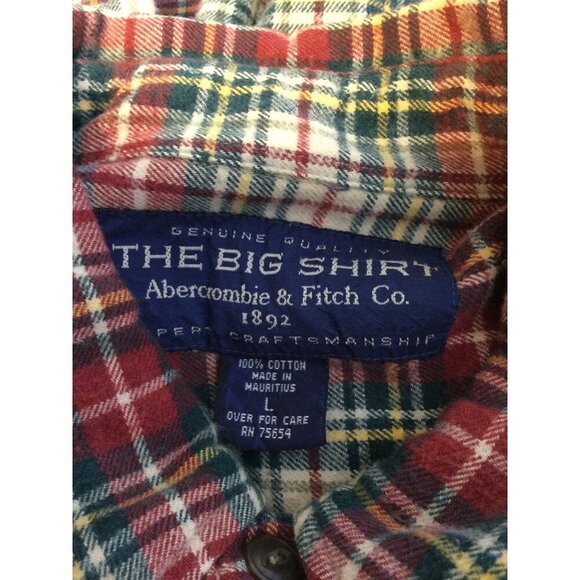 GENUINE QUALITY
THE BIG SHIRT
Abercrombie & Fitch Co.
1892
PERT CRAFTSMANSHIP
100% COTTON
MADE IN
MAURITIUS
L
OVER FOR CARE
RN 75654